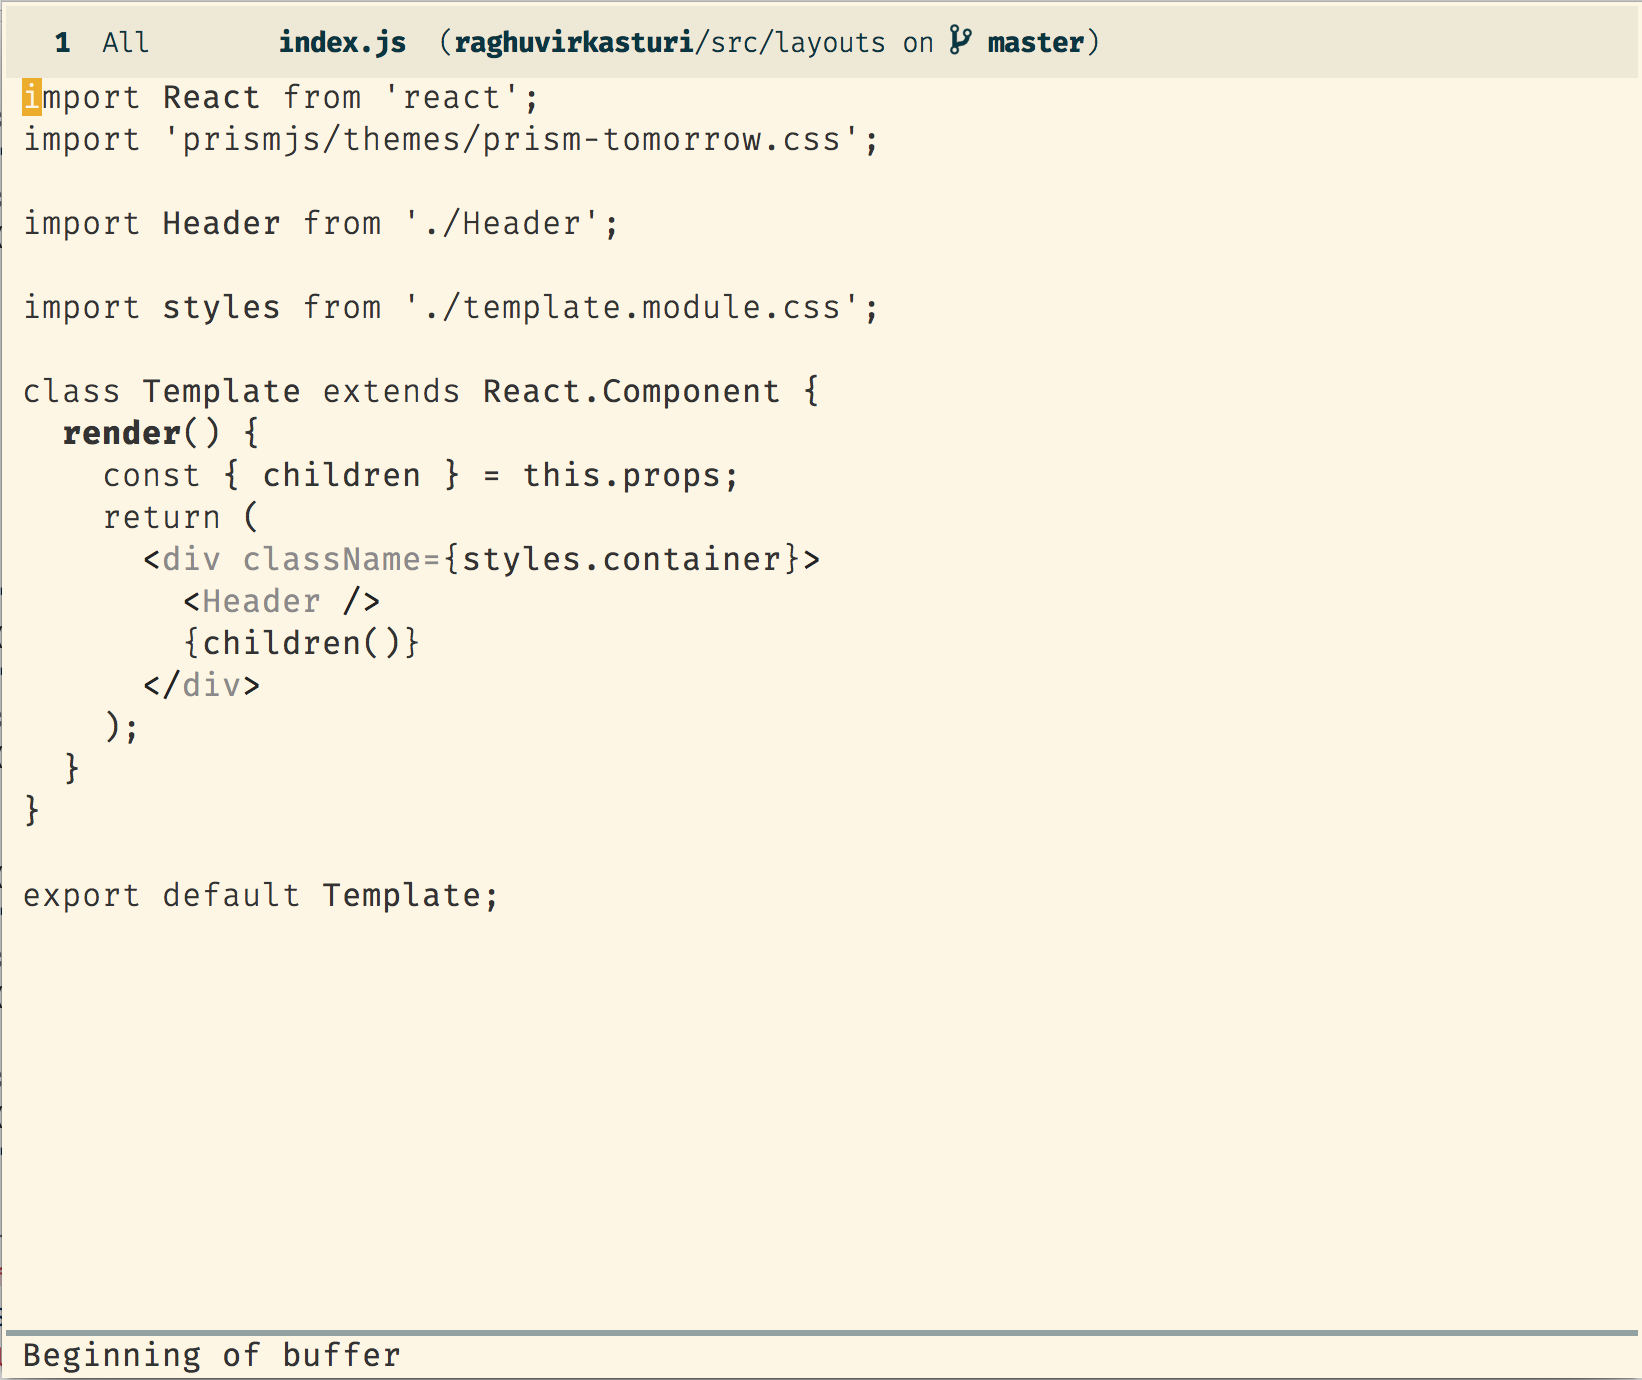 1 All index.js (raghuvirkasturi/src/layouts on master)
import React from 'react';
import 'prismjs/themes/prism-tomorrow.css';
import Header from './Header';
import styles from './template.module.css';
class Template extends React.Component {
render() {
const { children } = this.props;
return (
<div className={styles.container}>
<Header />
{children()}
</div>
);
}
}
export default Template;
Beginning of buffer